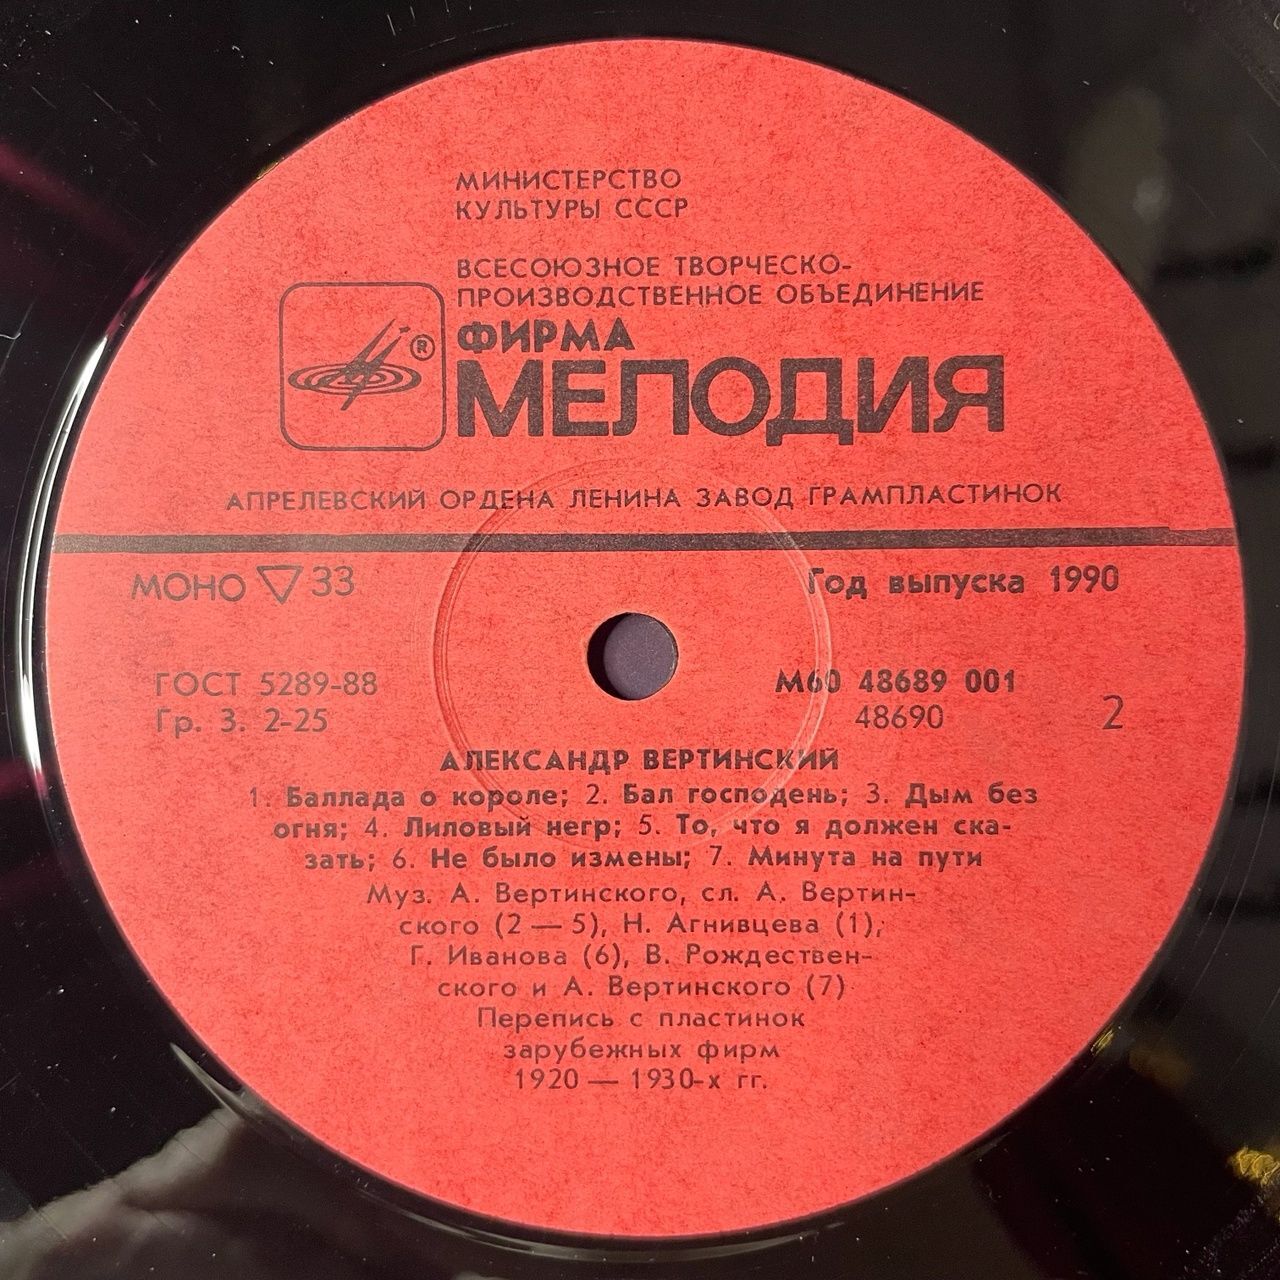 МИНИСТЕРСТВО
КУЛЬТУРЫ СССР
ВСЕСОЮЗНОЕ ТВОРЧЕСКО-
ПРОИЗВОДСТВЕННОЕ ОБЪЕДИНЕНИЕ
ФИРМА
®
МЕЛОДИЯ
АПРЕЛЕВСКИЙ ОРДЕНА ЛЕНИНА ЗАВОД ГРАМПЛАСТИНОК
МОНО ▽ 33
Год выпуска 1990
ГОСТ 5289-88
Гр. 3. 2-25
М60 48689 001
48690
2
АЛЕКСАНДР ВЕРТИНСКИЙ
1. Баллада о короле; 2. Бал господень; 3. Дым без
огня; 4. Лиловый негр; 5. То, что я должен ска-
зать; 6. Не было измены; 7. Минута на пути
Муз. А. Вертинского, сл. А. Вертин-
ского (2 — 5), Н. Агнивцева (1),
Г. Иванова (6), В. Рождествен-
ского и А. Вертинского (7)
Перепись с пластинок
зарубежных фирм
1920 — 1930-х гг.